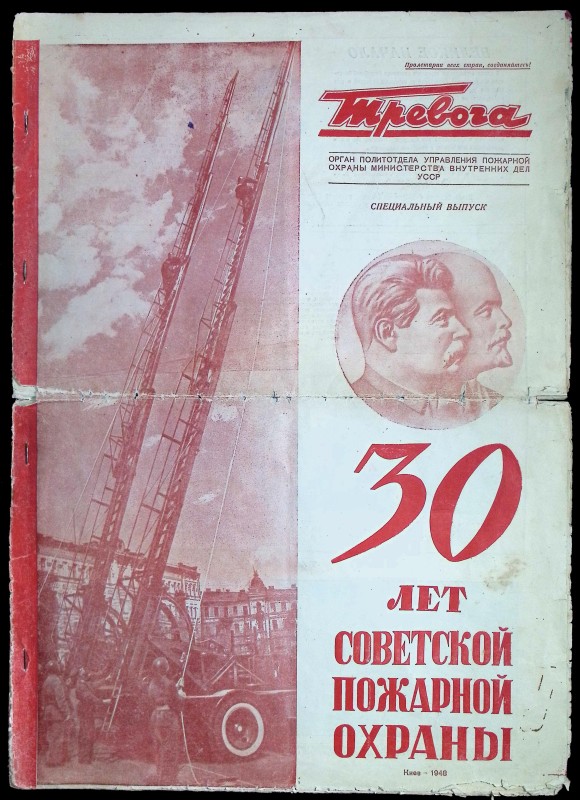 Пролетарии всех стран, соединяйтесь!
Тревога
ОРГАН ПОЛИТОТДЕЛА УПРАВЛЕНИЯ ПОЖАРНОЙ
ОХРАНЫ МИНИСТЕРСТВА ВНУТРЕННИХ ДЕЛ
УССР
СПЕЦИАЛЬНЫЙ ВЫПУСК
30
ЛЕТ
СОВЕТСКОЙ
ПОЖАРНОЙ
ОХРАНЫ
Киев – 1948